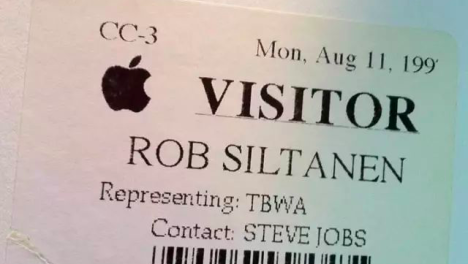 CC-3
Mon, Aug 11, 199
VISITOR
ROB SILTANEN
Representing: TBWA
Contact: STEVE JOBS